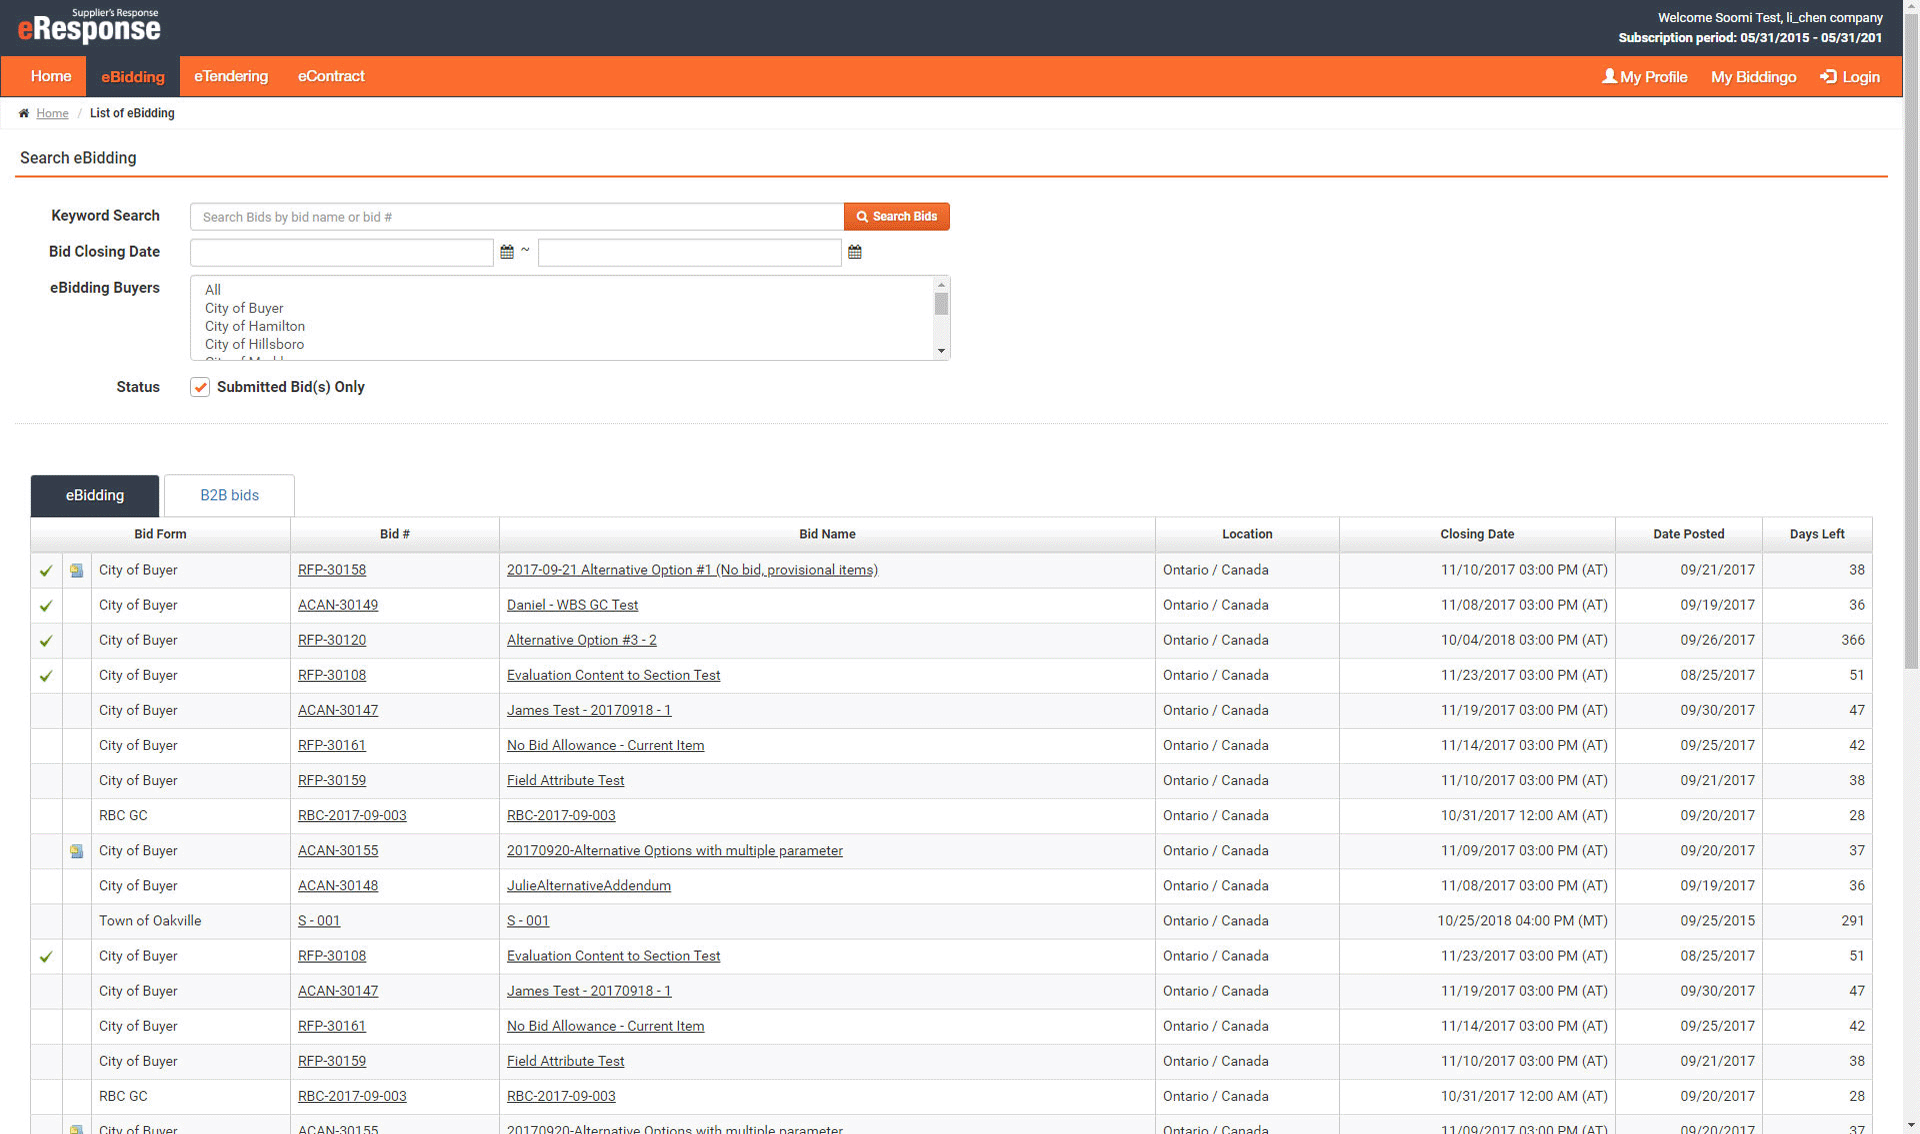 Supplier's Response
eResponse
Welcome Soomi Test, li_chen company
Subscription period: 05/31/2015 - 05/31/201
Home eBidding eTendering eContract My Profile My Biddingo Login
Home / List of eBidding
Search eBidding
Keyword Search Search Bids by bid name or bid # Search Bids
Bid Closing Date ~
eBidding Buyers
All
City of Buyer
City of Hamilton
City of Hillsboro
Status Submitted Bid(s) Only
eBidding B2B bids
Bid Form Bid # Bid Name Location Closing Date Date Posted Days Left
City of Buyer RFP-30158 2017-09-21 Alternative Option #1 (No bid, provisional items) Ontario / Canada 11/10/2017 03:00 PM (AT) 09/21/2017 38
City of Buyer ACAN-30149 Daniel - WBS GC Test Ontario / Canada 11/08/2017 03:00 PM (AT) 09/19/2017 36
City of Buyer RFP-30120 Alternative Option #3 - 2 Ontario / Canada 10/04/2018 03:00 PM (AT) 09/26/2017 366
City of Buyer RFP-30108 Evaluation Content to Section Test Ontario / Canada 11/23/2017 03:00 PM (AT) 08/25/2017 51
City of Buyer ACAN-30147 James Test - 20170918 - 1 Ontario / Canada 11/19/2017 03:00 PM (AT) 09/30/2017 47
City of Buyer RFP-30161 No Bid Allowance - Current Item Ontario / Canada 11/14/2017 03:00 PM (AT) 09/25/2017 42
City of Buyer RFP-30159 Field Attribute Test Ontario / Canada 11/10/2017 03:00 PM (AT) 09/21/2017 38
RBC GC RBC-2017-09-003 RBC-2017-09-003 Ontario / Canada 10/31/2017 12:00 AM (AT) 09/20/2017 28
City of Buyer ACAN-30155 20170920-Alternative Options with multiple parameter Ontario / Canada 11/09/2017 03:00 PM (AT) 09/20/2017 37
City of Buyer ACAN-30148 JulieAlternativeAddendum Ontario / Canada 11/08/2017 03:00 PM (AT) 09/19/2017 36
Town of Oakville S - 001 S - 001 Ontario / Canada 10/25/2018 04:00 PM (MT) 09/25/2015 291
City of Buyer RFP-30108 Evaluation Content to Section Test Ontario / Canada 11/23/2017 03:00 PM (AT) 08/25/2017 51
City of Buyer ACAN-30147 James Test - 20170918 - 1 Ontario / Canada 11/19/2017 03:00 PM (AT) 09/30/2017 47
City of Buyer RFP-30161 No Bid Allowance - Current Item Ontario / Canada 11/14/2017 03:00 PM (AT) 09/25/2017 42
City of Buyer RFP-30159 Field Attribute Test Ontario / Canada 11/10/2017 03:00 PM (AT) 09/21/2017 38
RBC GC RBC-2017-09-003 RBC-2017-09-003 Ontario / Canada 10/31/2017 12:00 AM (AT) 09/20/2017 28
City of Buyer ACAN-30155 20170920-Alternative Options with multiple parameter Ontario / Canada 11/09/2017 03:00 PM (AT) 09/20/2017 37